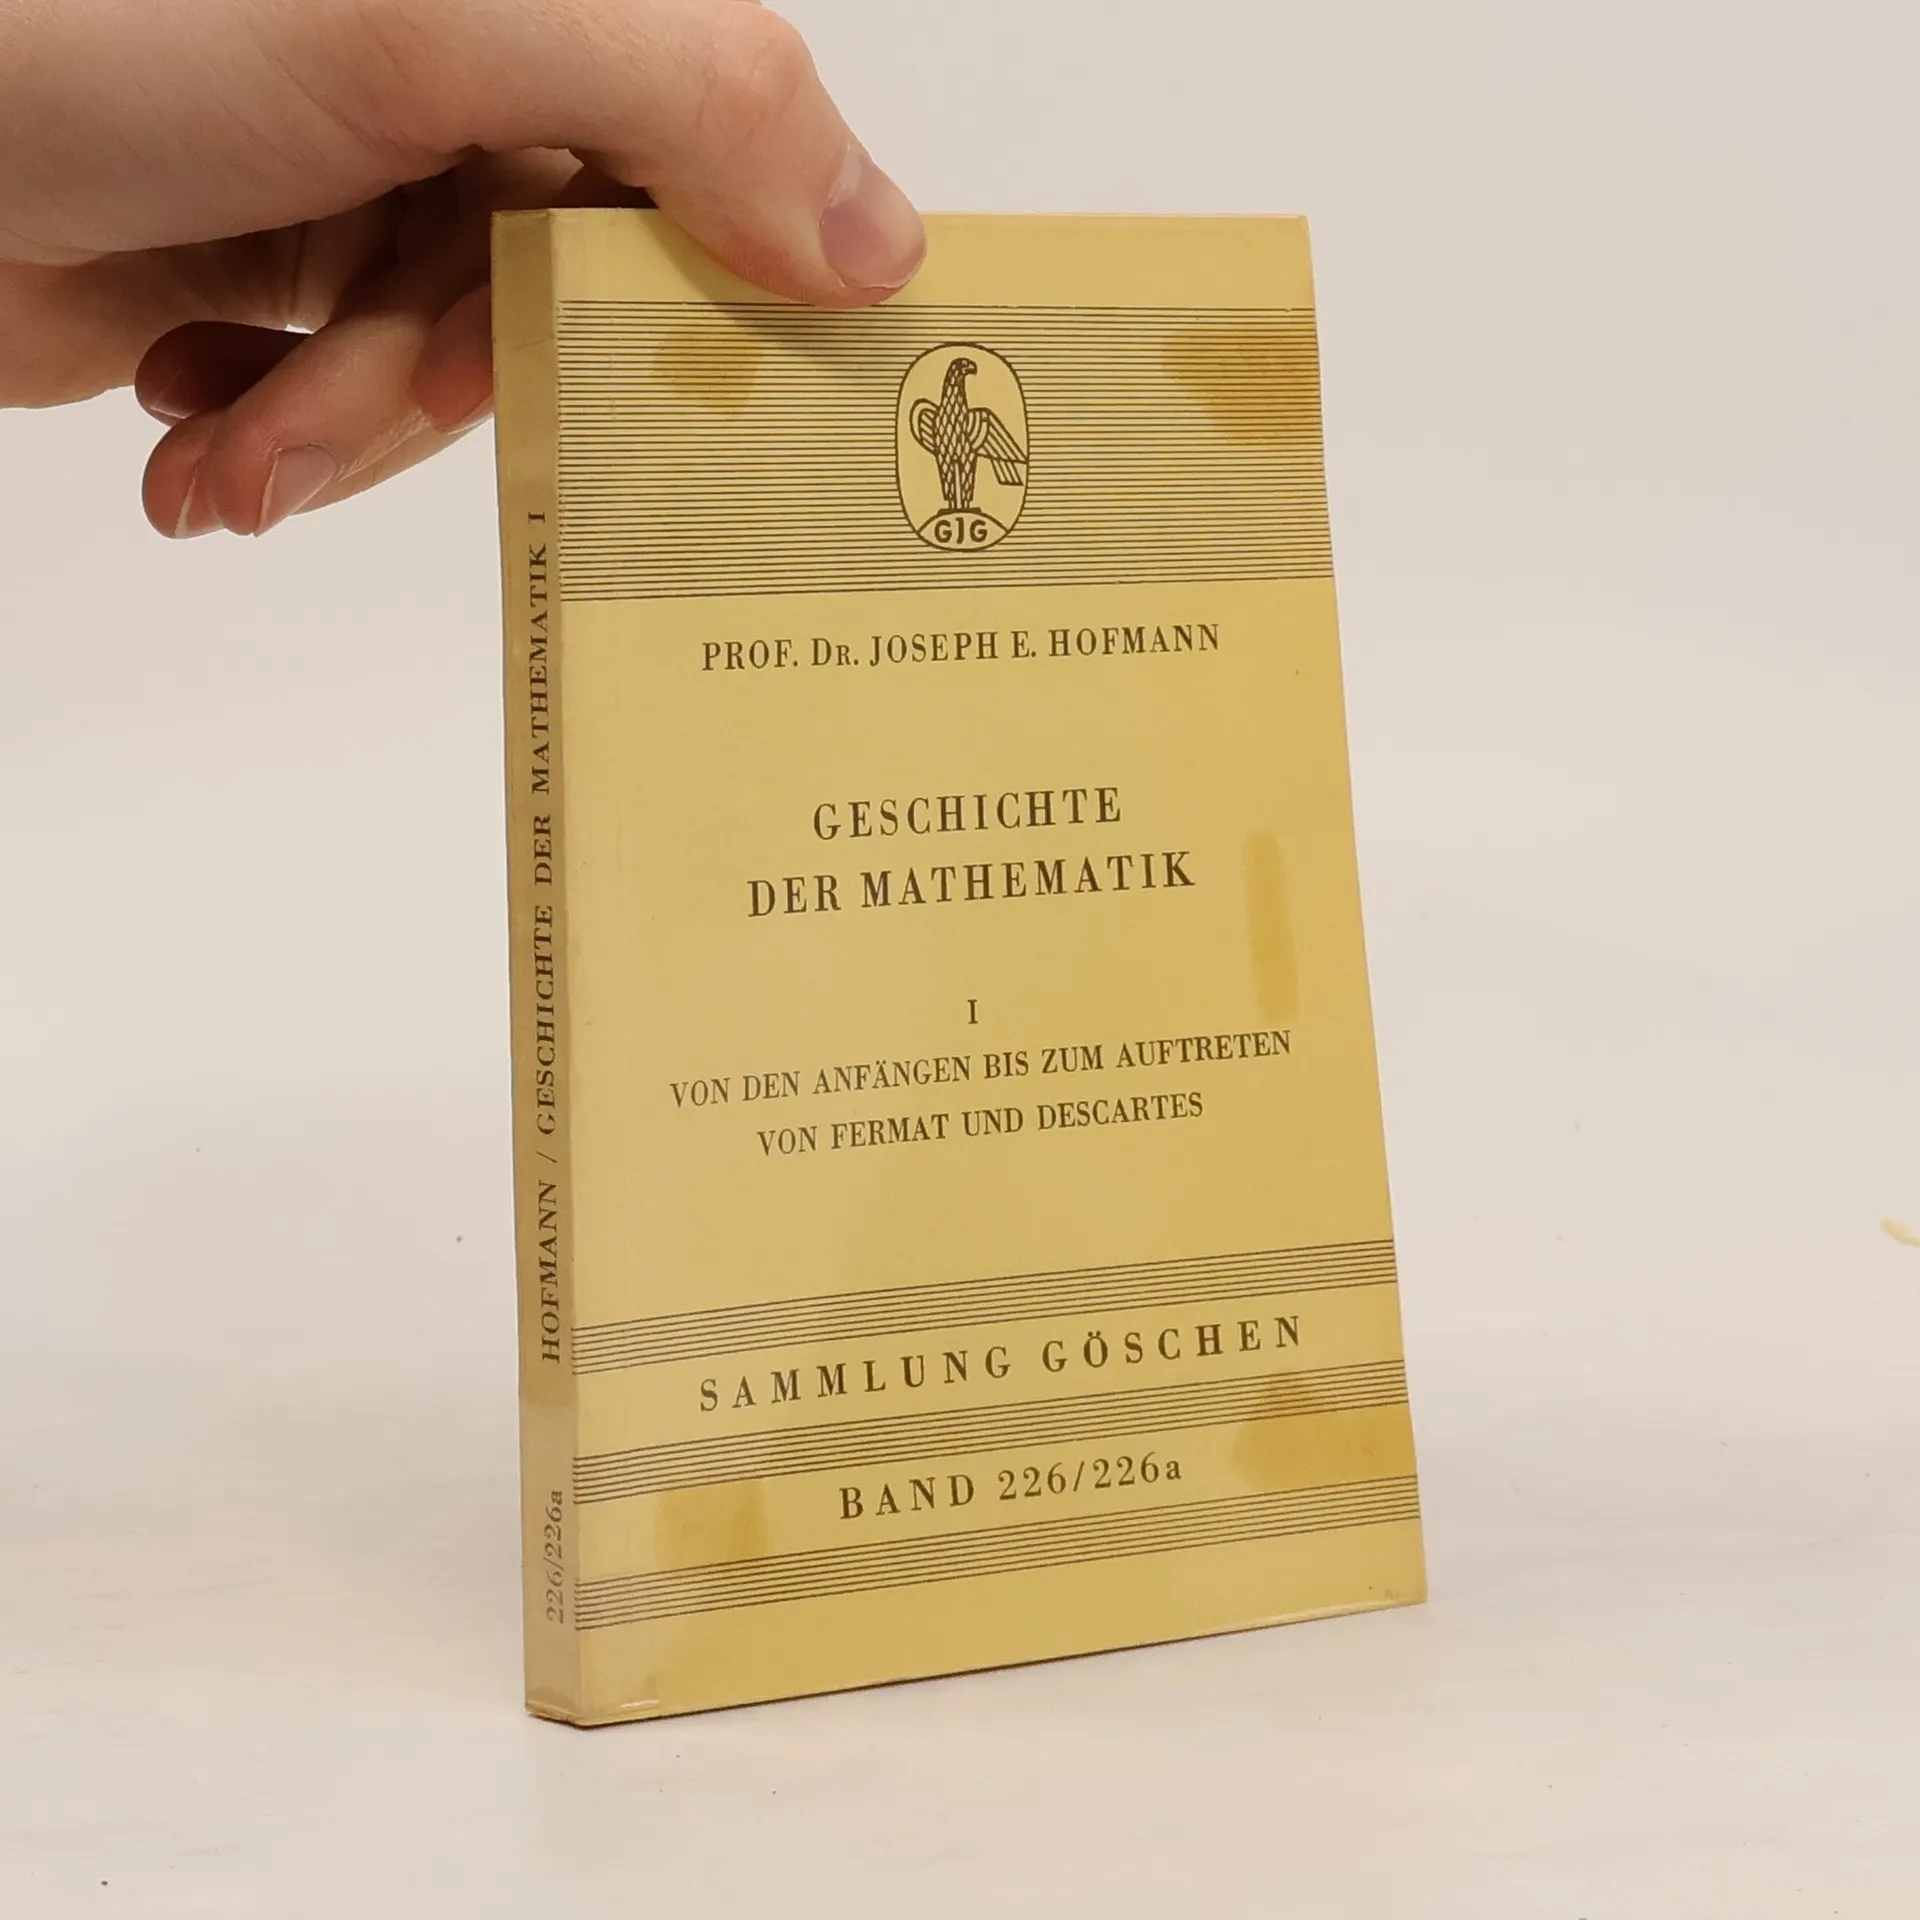 GJG
PROF. DR. JOSEPH E. HOFMANN
GESCHICHTE
DER MATHEMATIK
I
VON DEN ANFÄNGEN BIS ZUM AUFTRETEN
VON FERMAT UND DESCARTES
SAMMLUNG GÖSCHEN
BAND 226/226a
HOFMANN / GESCHICHTE DER MATHEMATIK I
226/226a